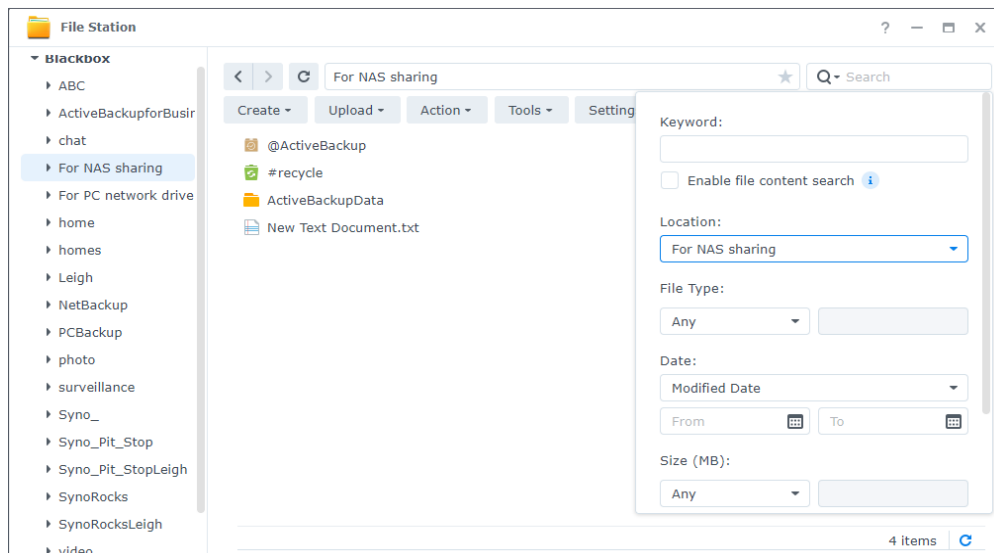 File Station
Blackbox
ABC
ActiveBackupforBusir
chat
For NAS sharing
For PC network drive
home
homes
Leigh
NetBackup
PCBackup
photo
surveillance
Syno_
Syno_Pit_Stop
Syno_Pit_StopLeigh
SynoRocks
SynoRocksLeigh
video
For NAS sharing
Search
Create
Upload
Action
Tools
Setting
@ActiveBackup
#recycle
ActiveBackupData
New Text Document.txt
Keyword:
Enable file content search
Location:
For NAS sharing
File Type:
Any
Date:
Modified Date
From
To
Size (MB):
Any
4 items